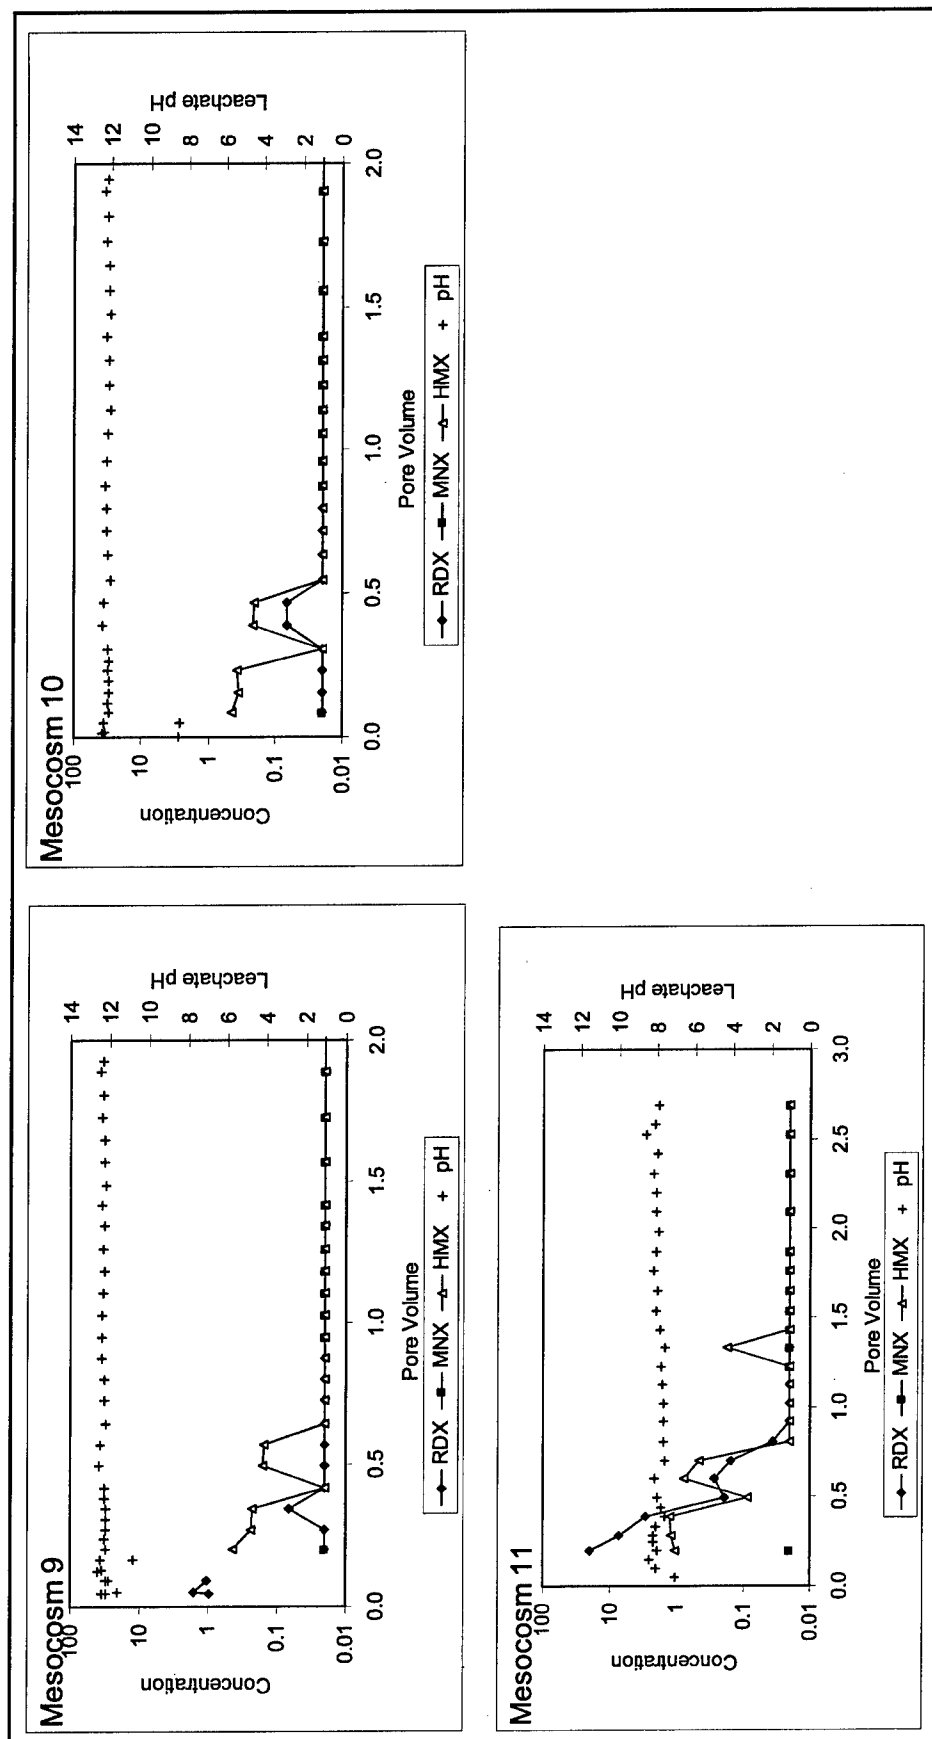 Mesocosm 9
Concentration
100
10
1
0.1
0.01
Leachate pH
14
12
10
8
6
4
2
0
0.0 0.5 1.0 1.5 2.0
Pore Volume
RDX MNX HMX + pH
Mesocosm 10
Concentration
100
10
1
0.1
0.01
Leachate pH
14
12
10
8
6
4
2
0
0.0 0.5 1.0 1.5 2.0
Pore Volume
RDX MNX HMX + pH
Mesocosm 11
Concentration
100
10
1
0.1
0.01
Leachate pH
14
12
10
8
6
4
2
0
0.0 0.5 1.0 1.5 2.0 2.5 3.0
Pore Volume
RDX MNX HMX + pH